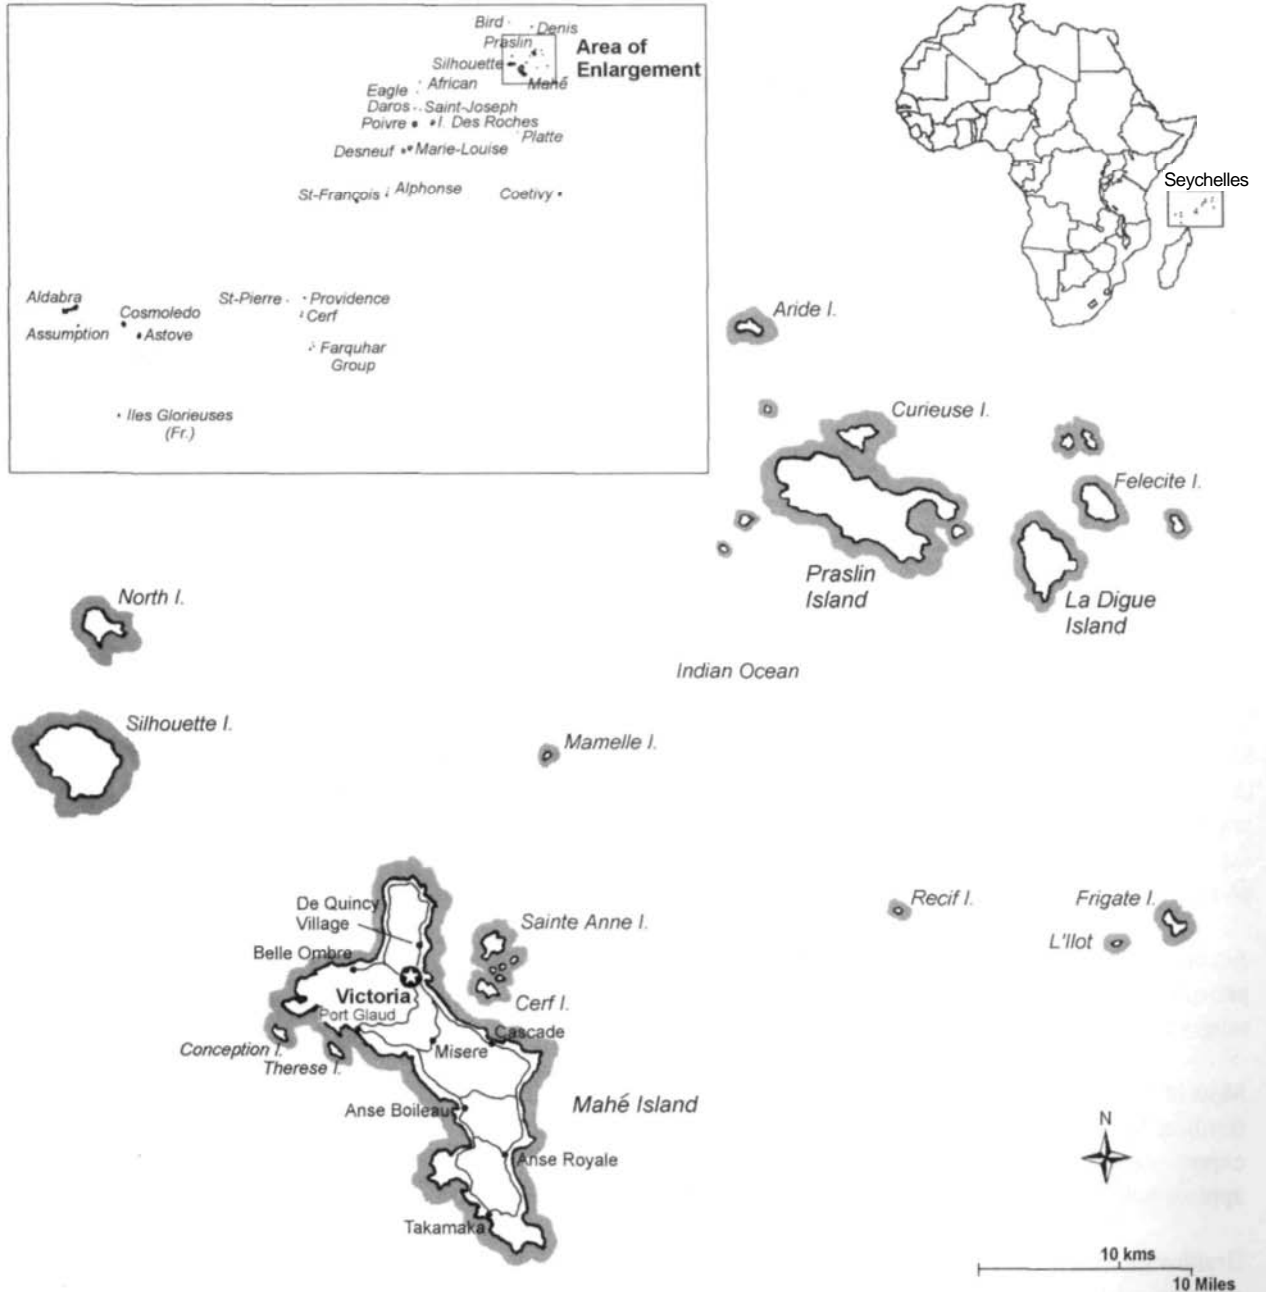 Bird
Denis
Praslin
Area of
Enlargement
Silhouette
Mahé
Eagle
African
Daros
Saint-Joseph
Poivre
I. Des Roches
Platte
Desneuf
Marie-Louise
St-François
Alphonse
Coetivy
Aldabra
Cosmoledo
Assumption
Astove
St-Pierre
Providence
Cerf
Farquhar
Group
Iles Glorieuses
(Fr.)
Seychelles
Aride I.
Curieuse I.
Felecite I.
Praslin
Island
La Digue
Island
North I.
Indian Ocean
Silhouette I.
Mamelle I.
De Quincy
Village
Sainte Anne I.
Recif I.
Frigate I.
L'Ilot
Belle Ombre
Victoria
Cerf I.
Port Glaud
Cascade
Conception I.
Misere
Therese I.
Anse Boileau
Mahé Island
N
Anse Royale
Takamaka
10 kms
10 Miles